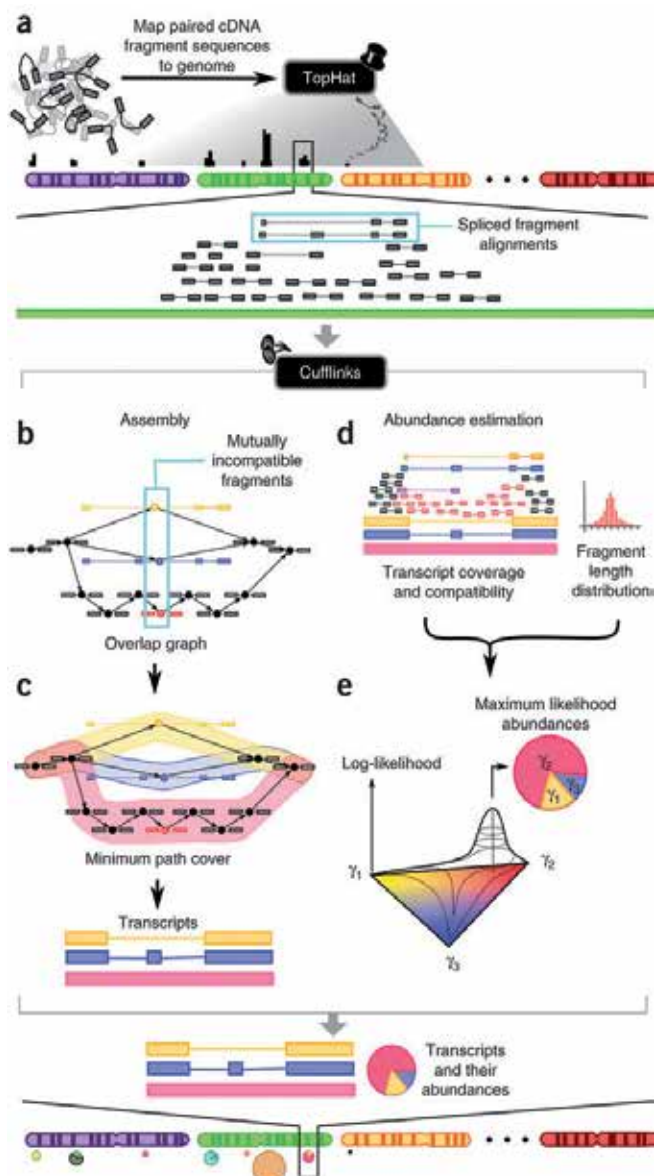 a
Map paired cDNA
fragment sequences
to genome
TopHat
Spliced fragment
alignments
Cufflinks
b
Assembly
Mutually
incompatible
fragments
Overlap graph
d
Abundance estimation
Transcript coverage
and compatibility
Fragment
length
distribution
c
Minimum path cover
Transcripts
e
Maximum likelihood
abundances
Log-likelihood
γ2
γ1
γ3
γ1
γ2
γ3
Transcripts
and their
abundances